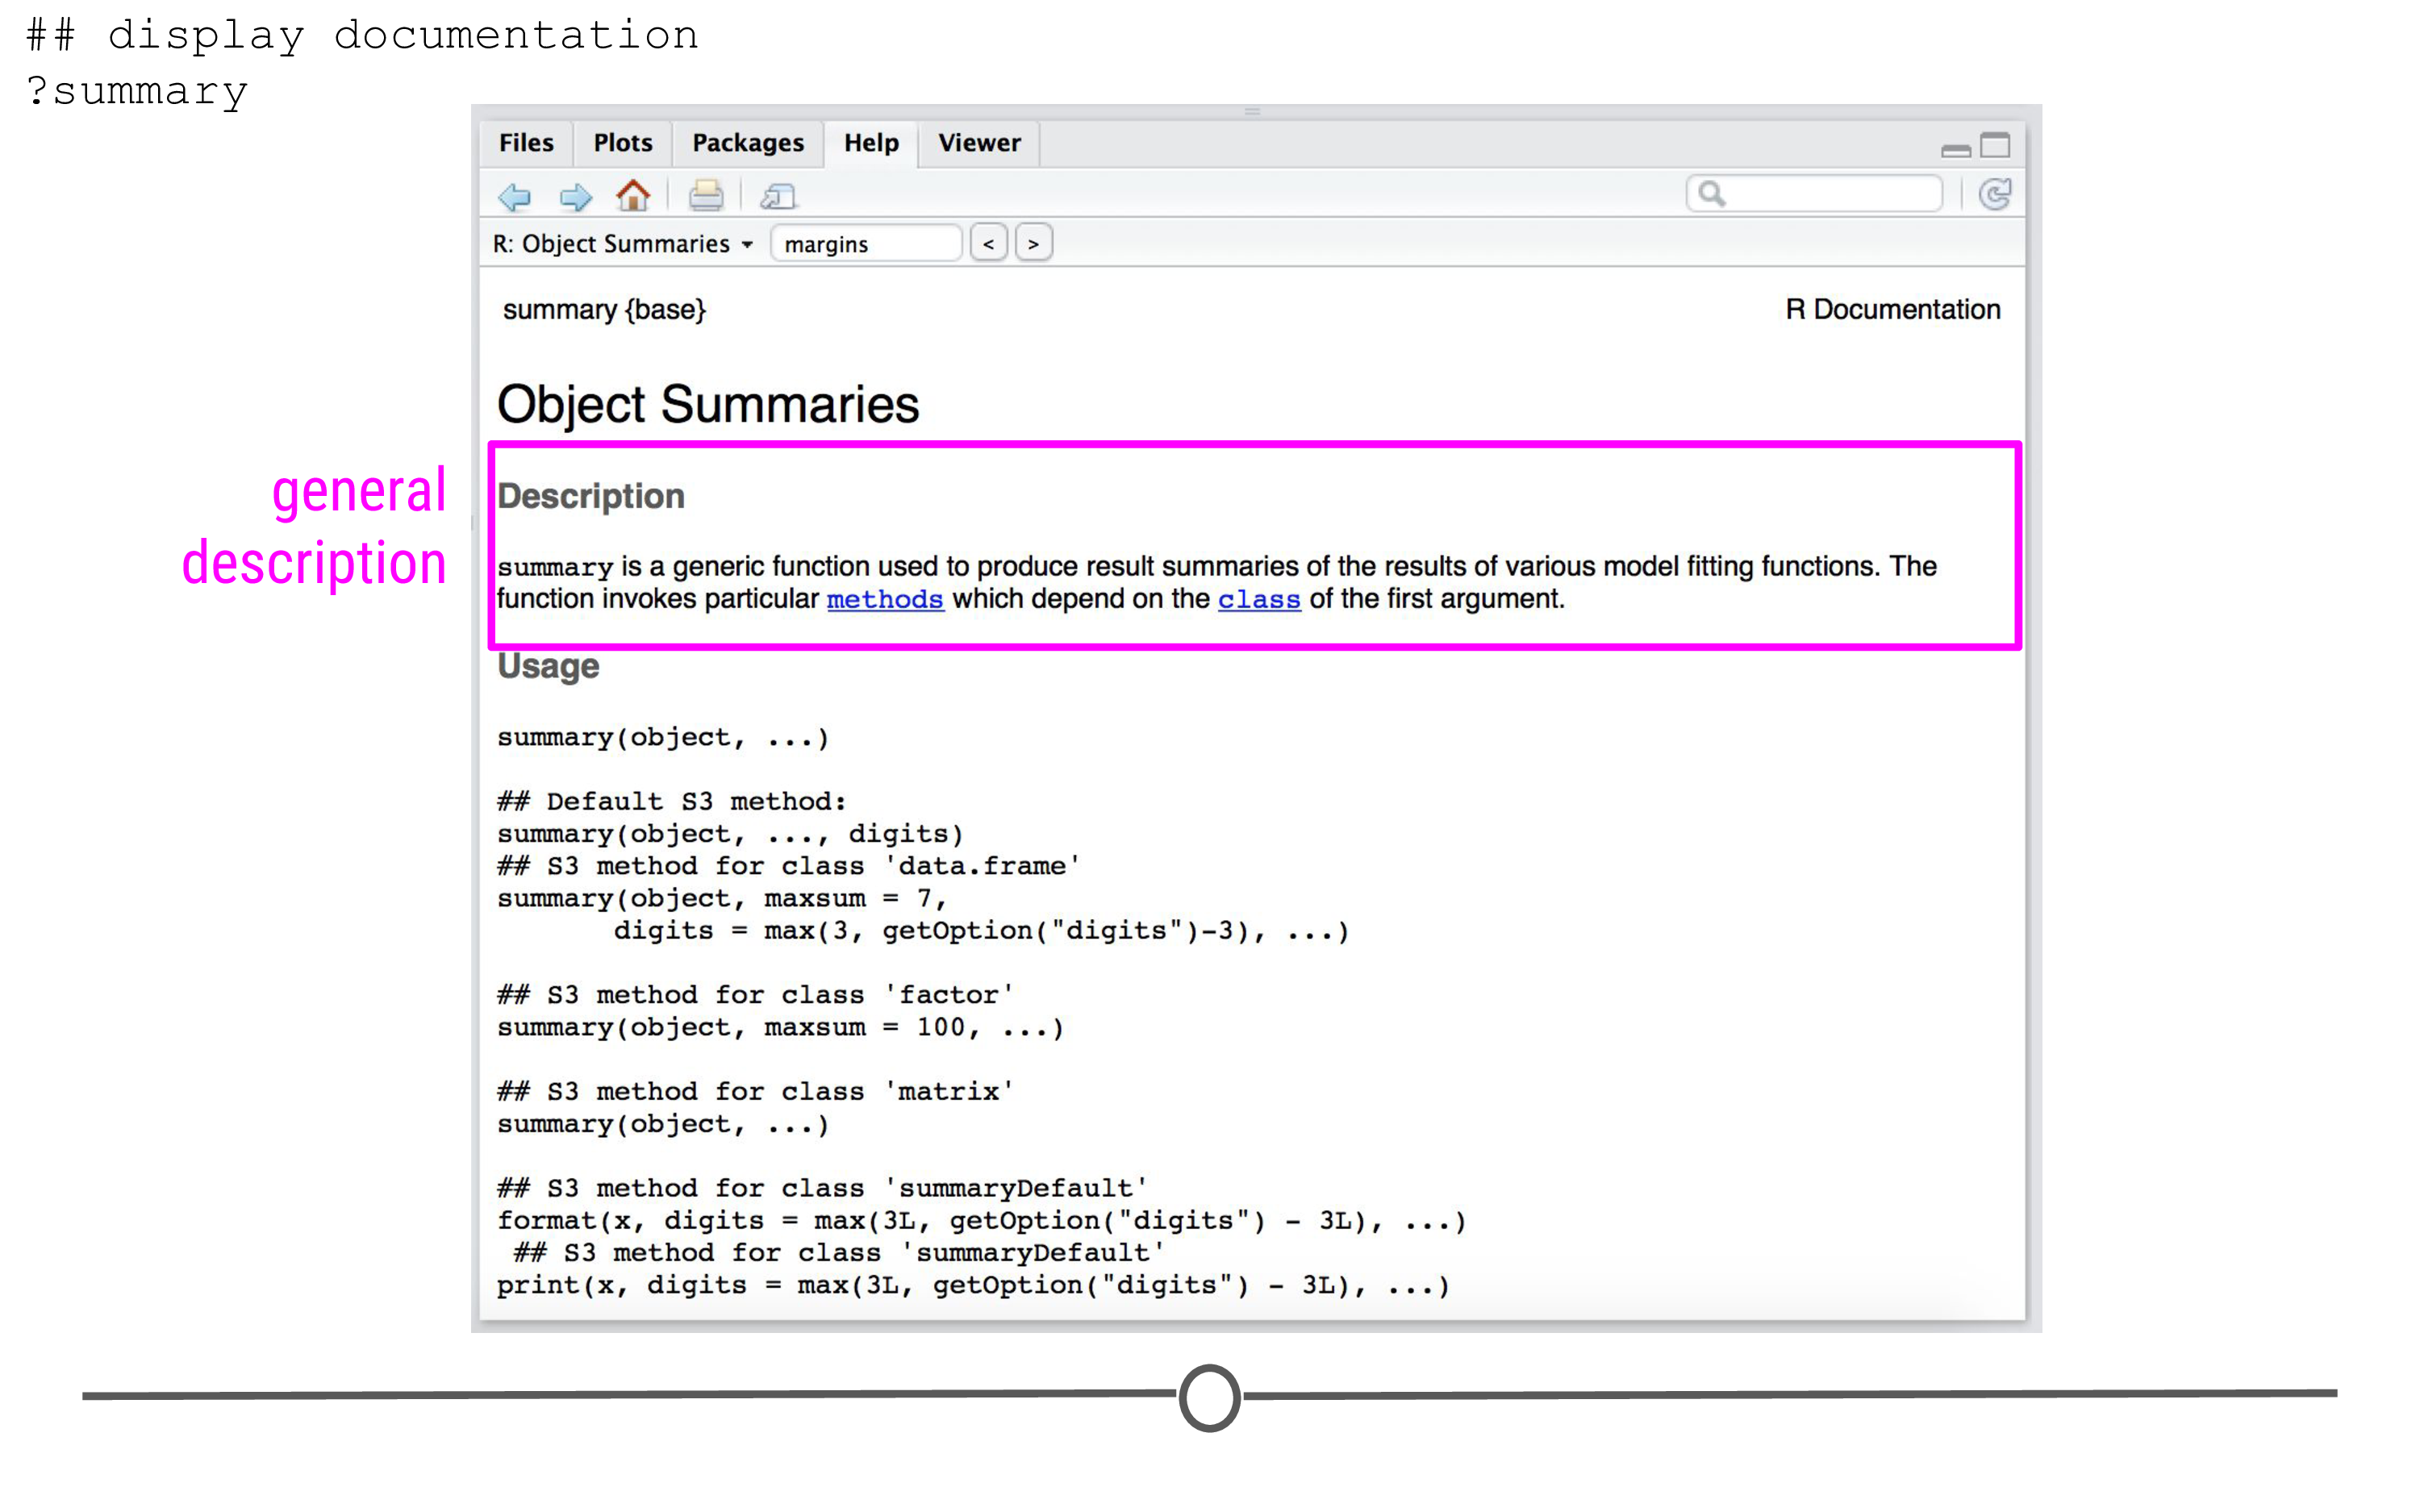 ## display documentation
?summary
Files Plots Packages Help Viewer
R: Object Summaries margins < >
summary {base} R Documentation
Object Summaries
general
description
Description
summary is a generic function used to produce result summaries of the results of various model fitting functions. The
function invokes particular methods which depend on the class of the first argument.
Usage
summary(object, ...)
## Default S3 method:
summary(object, ..., digits)
## S3 method for class 'data.frame'
summary(object, maxsum = 7,
digits = max(3, getOption("digits")-3), ...)
## S3 method for class 'factor'
summary(object, maxsum = 100, ...)
## S3 method for class 'matrix'
summary(object, ...)
## S3 method for class 'summaryDefault'
format(x, digits = max(3L, getOption("digits") - 3L), ...)
## S3 method for class 'summaryDefault'
print(x, digits = max(3L, getOption("digits") - 3L), ...)